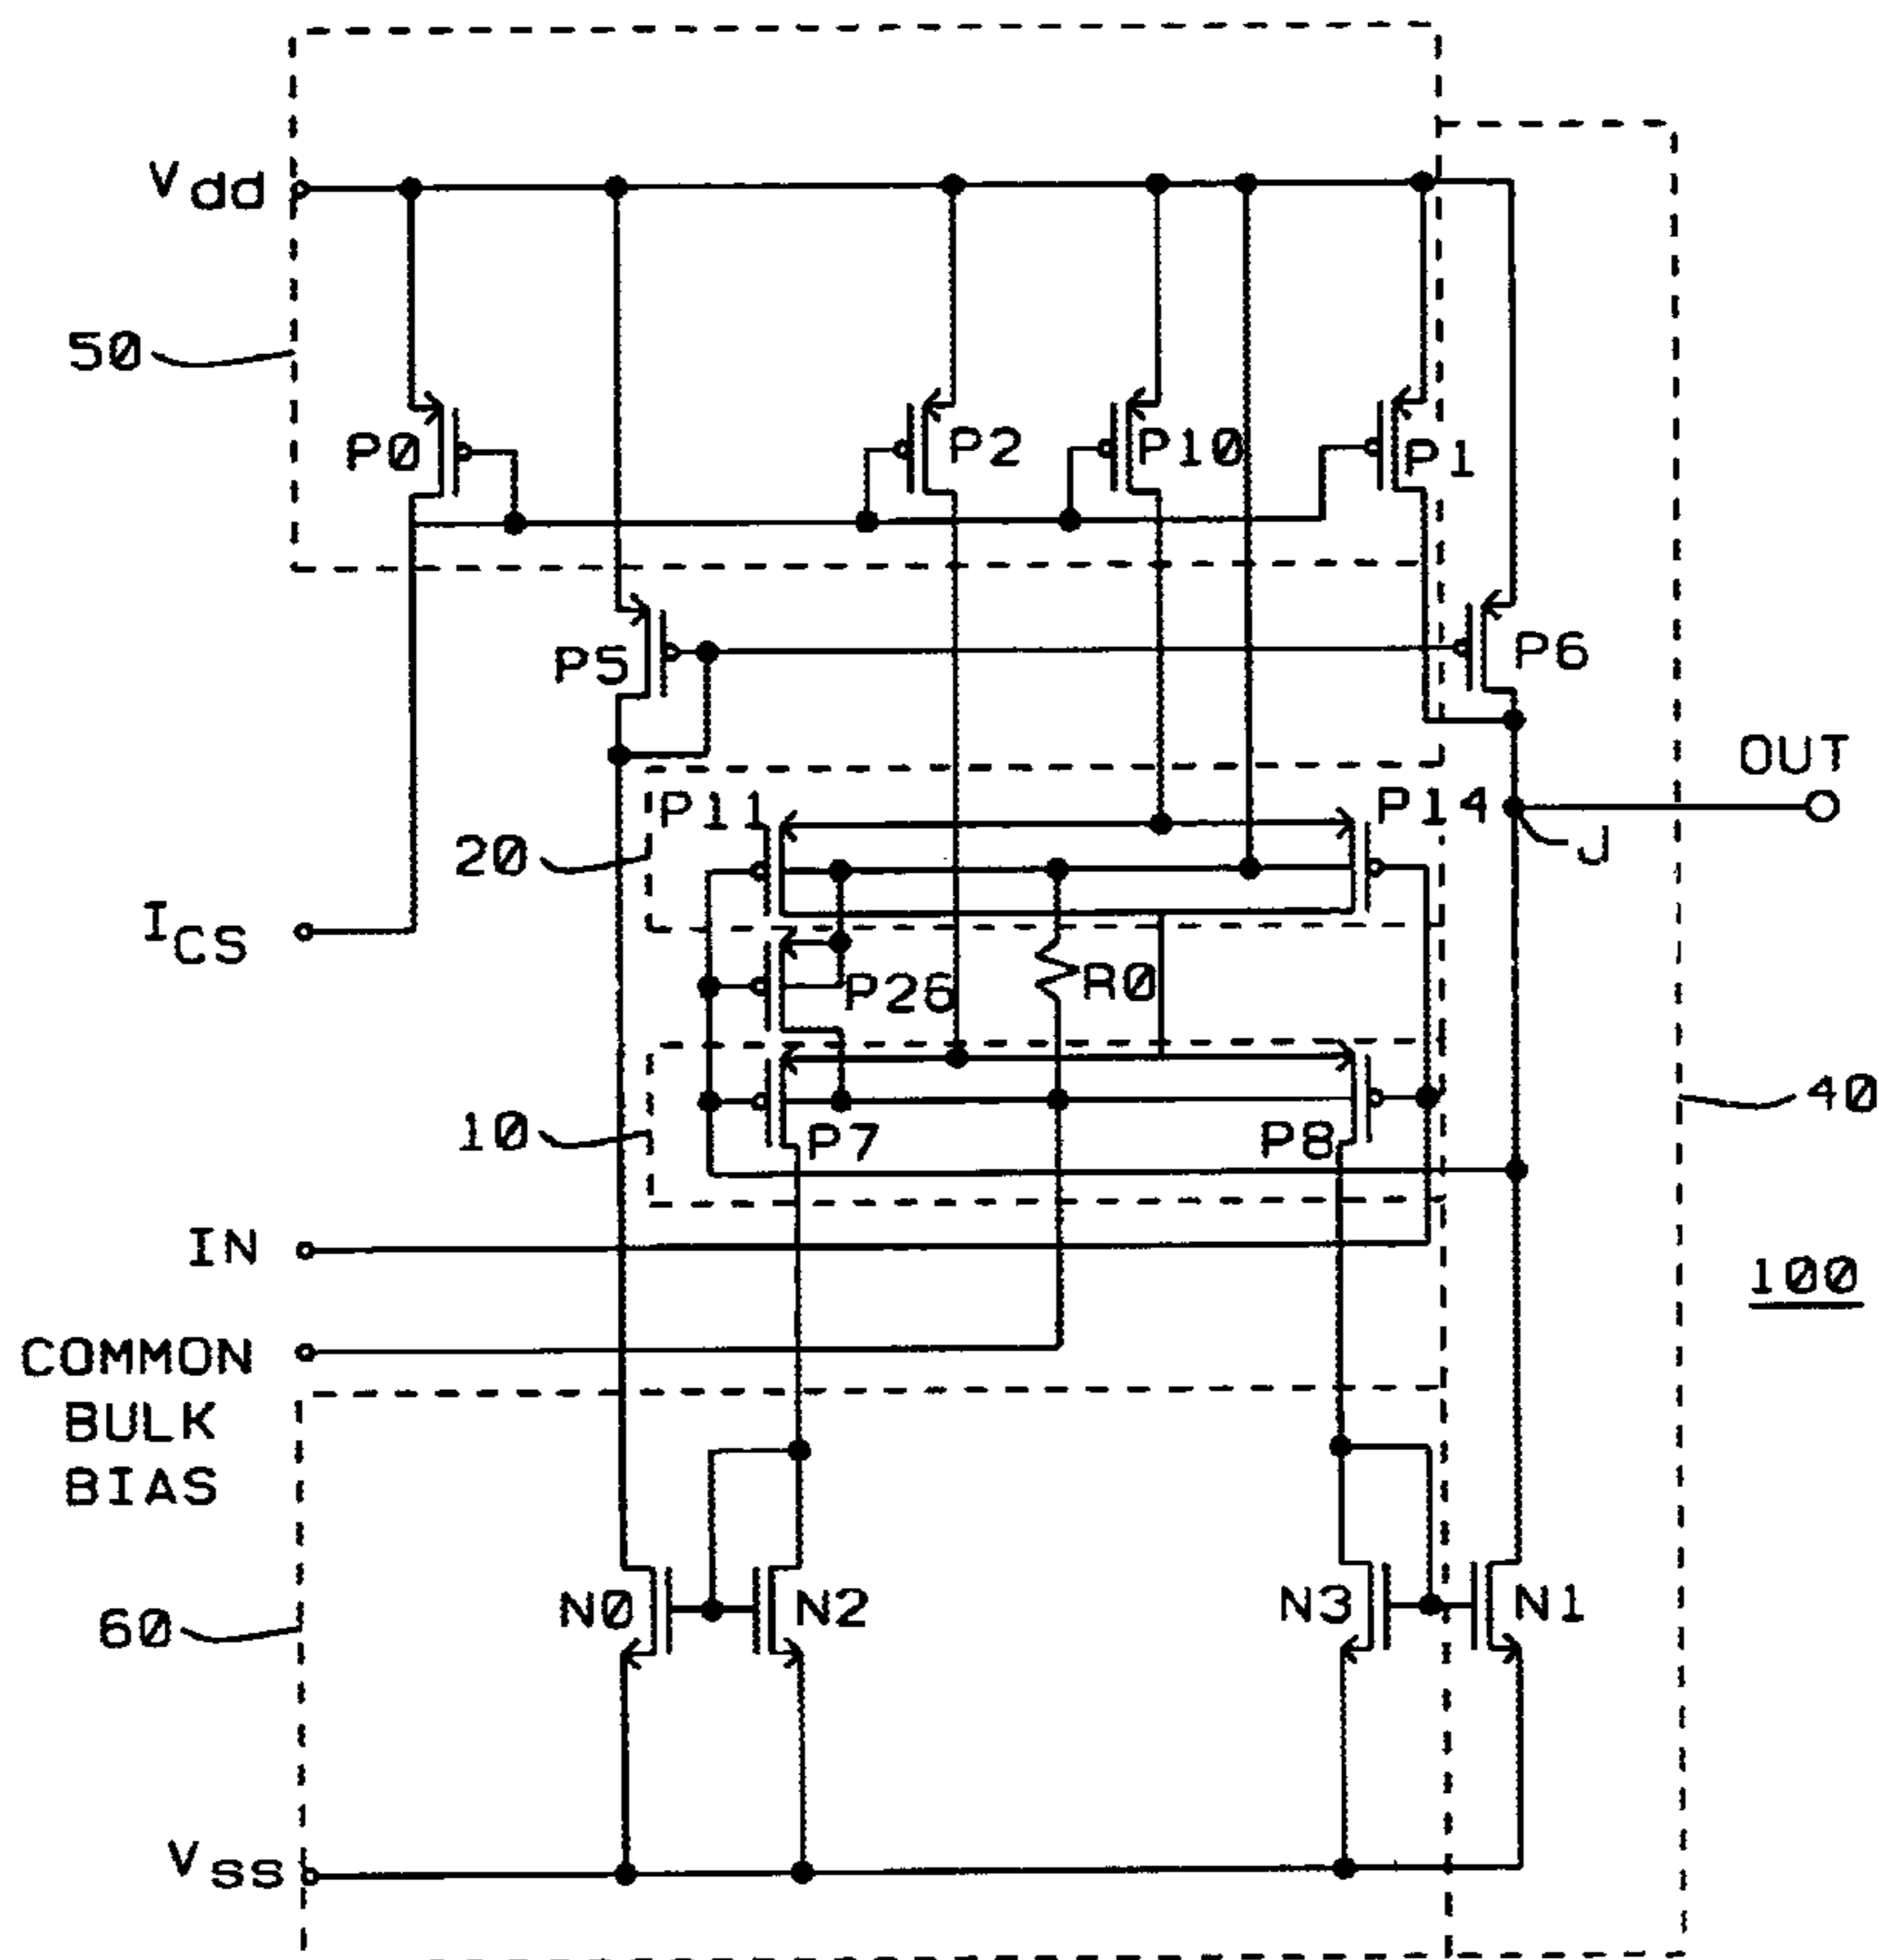 Vdd
50
P0
P2
P10
P1
P5
P6
OUT
P11
P14
J
20
ICS
P26
R0
10
P7
P8
40
IN
100
COMMON
BULK
BIAS
N0
N2
N3
N1
60
VSS